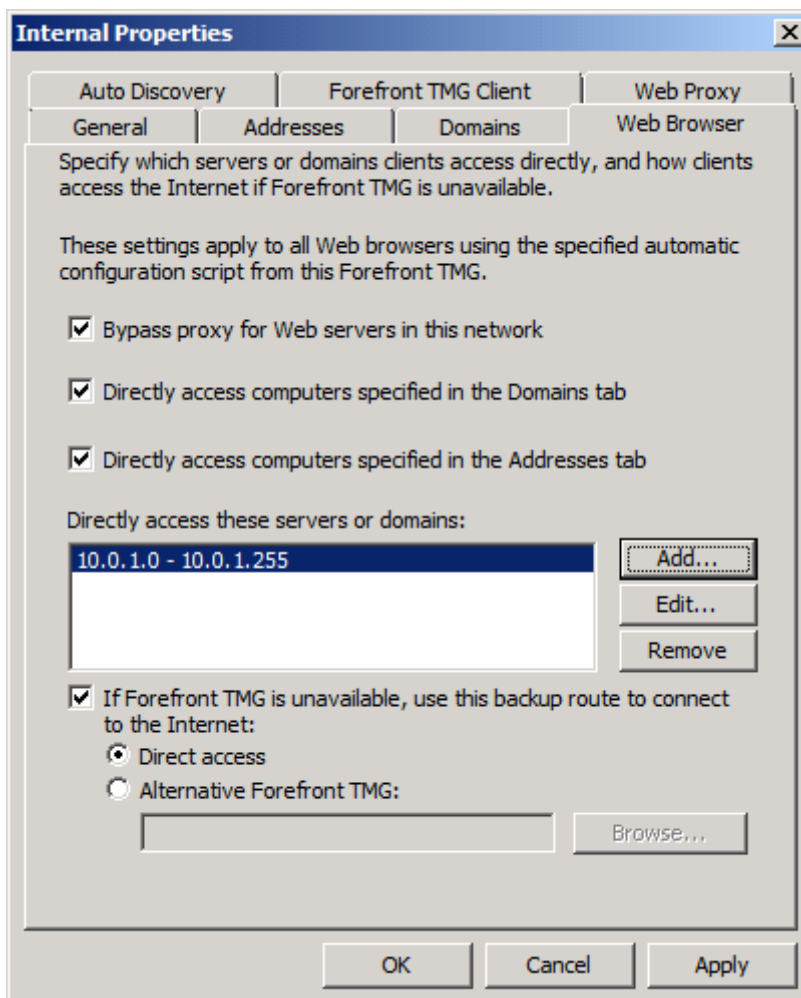 Internal Properties
Auto Discovery
Forefront TMG Client
Web Proxy
General
Addresses
Domains
Web Browser
Specify which servers or domains clients access directly, and how clients
access the Internet if Forefront TMG is unavailable.
These settings apply to all Web browsers using the specified automatic
configuration script from this Forefront TMG.
Bypass proxy for Web servers in this network
Directly access computers specified in the Domains tab
Directly access computers specified in the Addresses tab
Directly access these servers or domains:
10.0.1.0 - 10.0.1.255
Add...
Edit...
Remove
If Forefront TMG is unavailable, use this backup route to connect
to the Internet:
Direct access
Alternative Forefront TMG:
Browse...
OK
Cancel
Apply